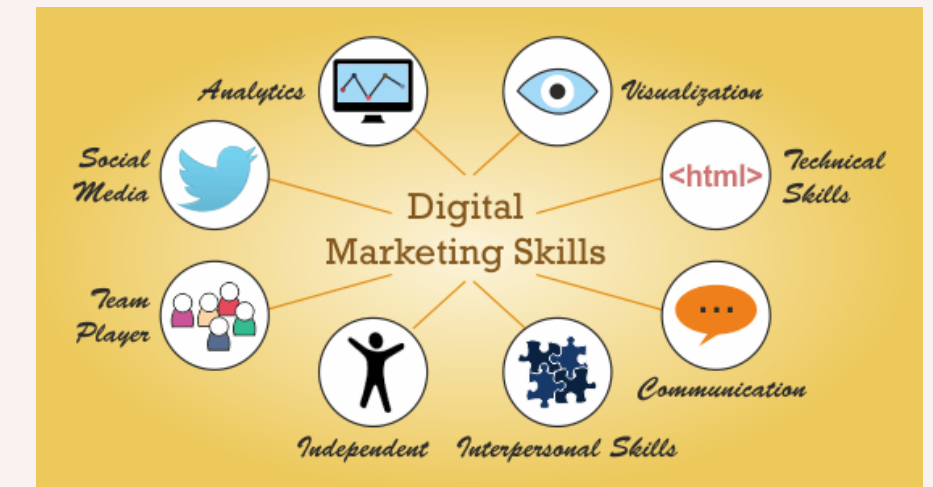 Analytics
Visualization
Social
Media
<html>
Technical
Skills
Digital
Marketing Skills
Team
Player
...
Communication
Independent
Interpersonal Skills